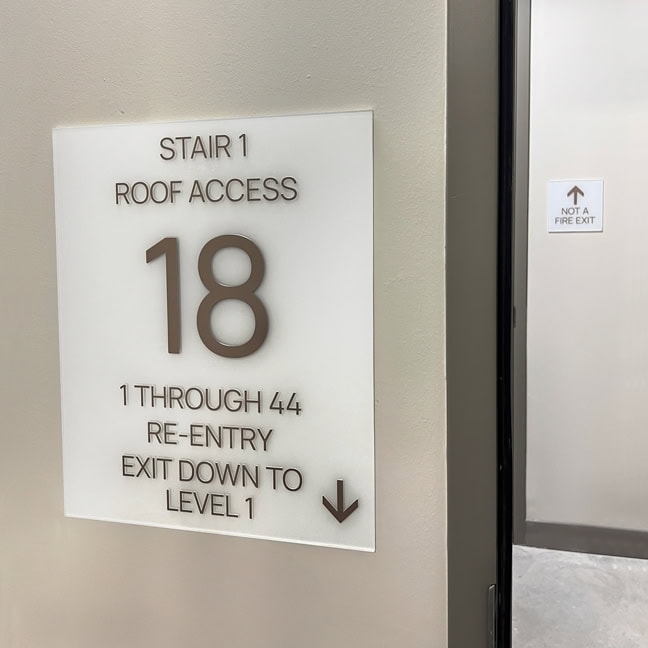 STAIR 1
ROOF ACCESS
18
1 THROUGH 44
RE-ENTRY
EXIT DOWN TO
LEVEL 1
NOT A
FIRE EXIT